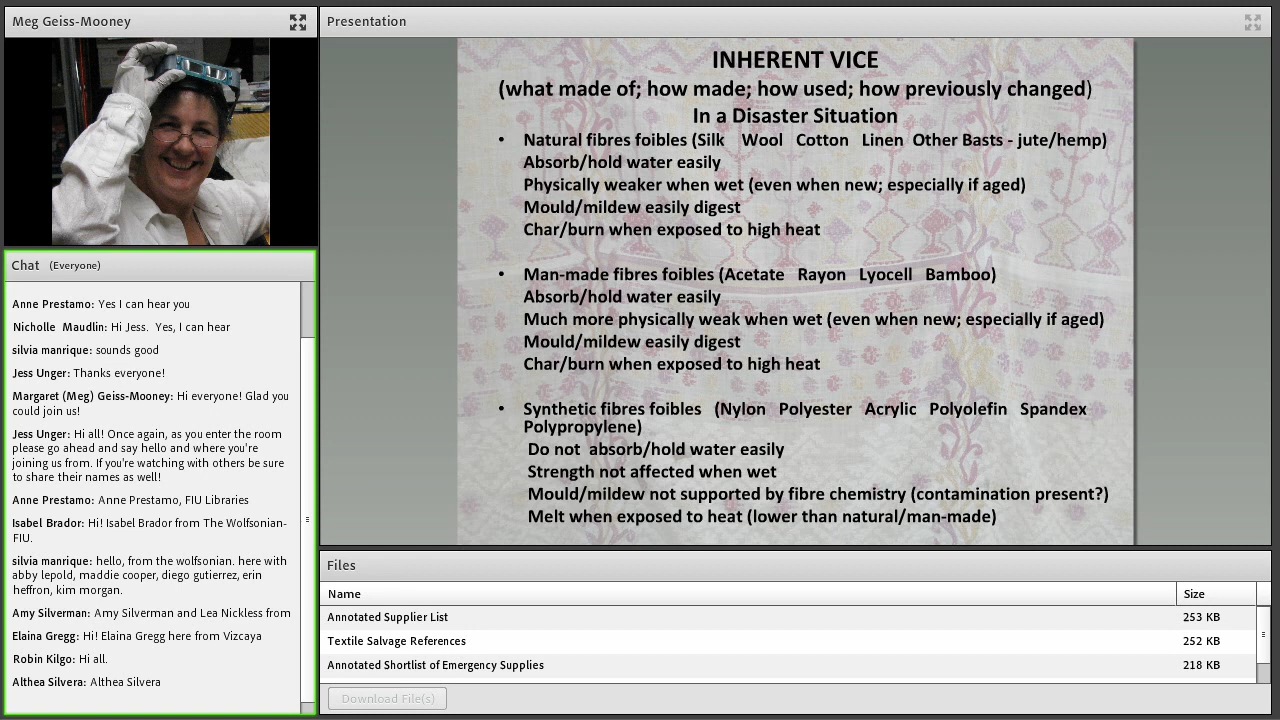 Meg Geiss-Mooney
Presentation
INHERENT VICE
(what made of; how made; how used; how previously changed)
In a Disaster Situation
• Natural fibres foibles (Silk Wool Cotton Linen Other Basts - jute/hemp)
Absorb/hold water easily
Physically weaker when wet (even when new; especially if aged)
Mould/mildew easily digest
Char/burn when exposed to high heat
• Man-made fibres foibles (Acetate Rayon Lyocell Bamboo)
Absorb/hold water easily
Much more physically weak when wet (even when new; especially if aged)
Mould/mildew easily digest
Char/burn when exposed to high heat
• Synthetic fibres foibles (Nylon Polyester Acrylic Polyolefin Spandex
Polypropylene)
Do not absorb/hold water easily
Strength not affected when wet
Mould/mildew not supported by fibre chemistry (contamination present?)
Melt when exposed to heat (lower than natural/man-made)
Chat (Everyone)
Anne Prestamo: Yes I can hear you
Nicholle Maudlin: Hi Jess. Yes, I can hear
silvia manrique: sounds good
Jess Unger: Thanks everyone!
Margaret (Meg) Geiss-Mooney: Hi everyone! Glad you
could join us!
Jess Unger: Hi all! Once again, as you enter the room
please go ahead and say hello and where you're
joining us from. If you're watching with others be sure
to share their names as well!
Anne Prestamo: Anne Prestamo, FIU Libraries
Isabel Brador: Hi! Isabel Brador from The Wolfsonian-
FIU.
silvia manrique: hello, from the wolfsonian. here with
abby lepold, maddie cooper, diego gutierrez, erin
heffron, kim morgan.
Amy Silverman: Amy Silverman and Lea Nickless from
Elaina Gregg: Hi! Elaina Gregg here from Vizcaya
Robin Kilgo: Hi all.
Althea Silvera: Althea Silvera
Files
Name Size
Annotated Supplier List 253 KB
Textile Salvage References 252 KB
Annotated Shortlist of Emergency Supplies 218 KB
Download File(s)